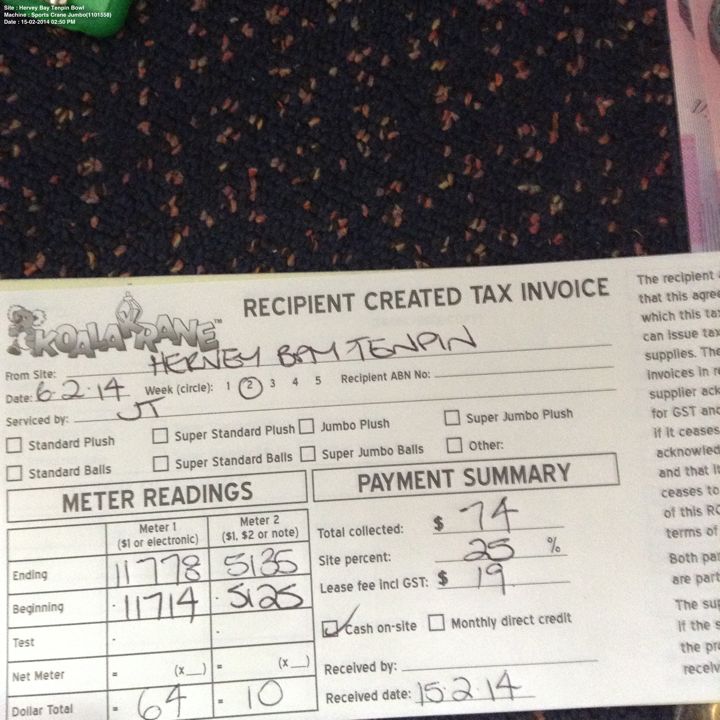 Site : Hervey Bay Tenpin Bowl
Machine : Sports Crane Jumbo(1101558)
Date : 15-02-2014 02:50 PM
KOALA KRANE™
RECIPIENT CREATED TAX INVOICE
From Site: HERVEY BAY TENPIN
Date: 6.2.14 Week (circle): 1 2 3 4 5 Recipient ABN No:
Serviced by: JT
Standard Plush Super Standard Plush Jumbo Plush Super Jumbo Plush
Standard Balls Super Standard Balls Super Jumbo Balls Other:
METER READINGS
Meter 1 ($1 or electronic) Meter 2 ($1, $2 or note)
Ending 11778 5135
Beginning 11714 5125
Test - -
Net Meter = (x__) = (x__)
Dollar Total = 64 = 10
PAYMENT SUMMARY
Total collected: $ 74
Site percent: 25 %
Lease fee incl GST: $ 19
Cash on-site Monthly direct credit
Received by:
Received date: 15.2.14
The recipient
that this agree
which this tax
can issue tax
supplies. The
invoices in re
supplier ack
for GST and
if it ceases
acknowled
and that it
ceases to
of this RC
terms of
Both par
are part
The sup
If the s
the pro
receiv